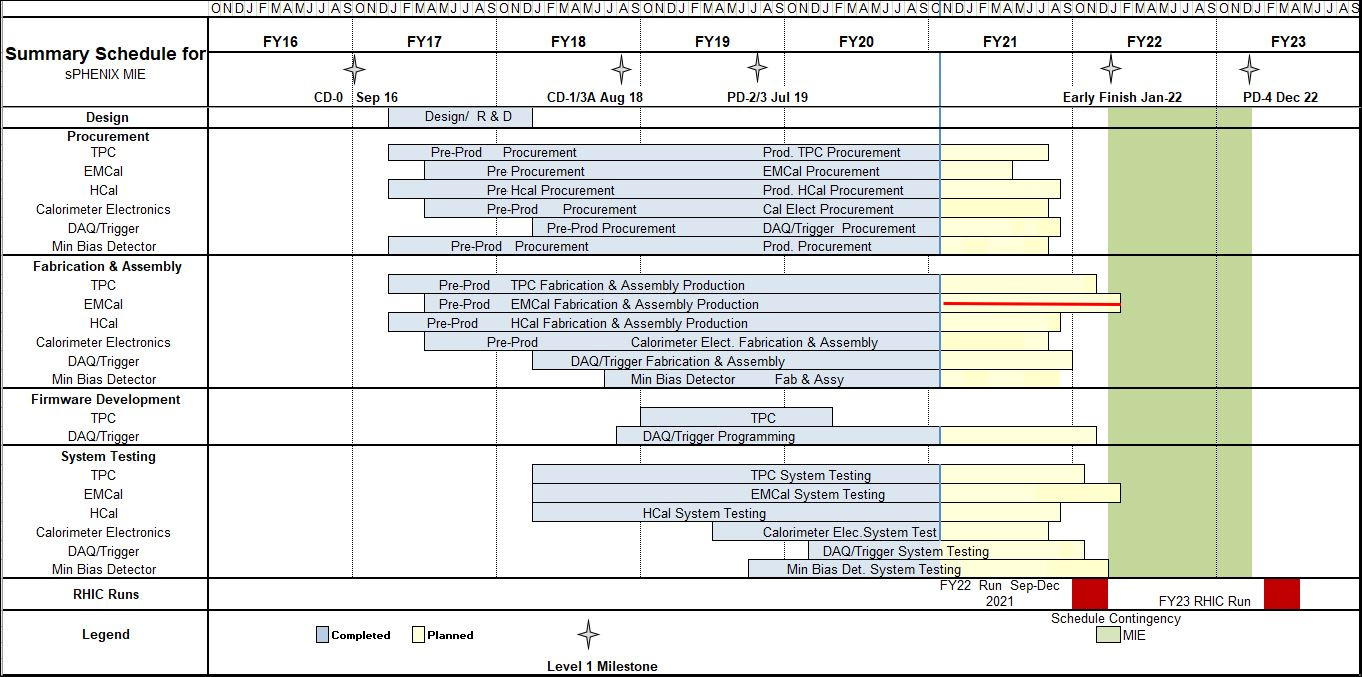 O N D J F M A M J J A S O N D J F M A M J J A S O N D J F M A M J J A S O N D J F M A M J J A S O N D J F M A M J J A S O N D J F M A M J J A S O N D J F M A M J J A S O N D J F M A M J J A S
FY16 FY17 FY18 FY19 FY20 FY21 FY22 FY23
Summary Schedule for
sPHENIX MIE
CD-0 Sep 16 CD-1/3A Aug 18 PD-2/3 Jul 19 Early Finish Jan-22 PD-4 Dec 22
Design Design/ R & D
Procurement
TPC Pre-Prod Procurement Prod. TPC Procurement
EMCal Pre Procurement EMCal Procurement
HCal Pre Hcal Procurement Prod. HCal Procurement
Calorimeter Electronics Pre-Prod Procurement Cal Elect Procurement
DAQ/Trigger Pre-Prod Procurement DAQ/Trigger Procurement
Min Bias Detector Pre-Prod Procurement Prod. Procurement
Fabrication & Assembly
TPC Pre-Prod TPC Fabrication & Assembly Production
EMCal Pre-Prod EMCal Fabrication & Assembly Production
HCal Pre-Prod HCal Fabrication & Assembly Production
Calorimeter Electronics Pre-Prod Calorimeter Elect. Fabrication & Assembly
DAQ/Trigger DAQ/Trigger Fabrication & Assembly
Min Bias Detector Min Bias Detector Fab & Assy
Firmware Development
TPC TPC
DAQ/Trigger DAQ/Trigger Programming
System Testing
TPC TPC System Testing
EMCal EMCal System Testing
HCal HCal System Testing
Calorimeter Electronics Calorimeter Elec.System Test
DAQ/Trigger DAQ/Trigger System Testing
Min Bias Detector Min Bias Det. System Testing
RHIC Runs FY22 Run Sep-Dec
2021 FY23 RHIC Run
Schedule Contingency
Legend Completed Planned MIE
Level 1 Milestone